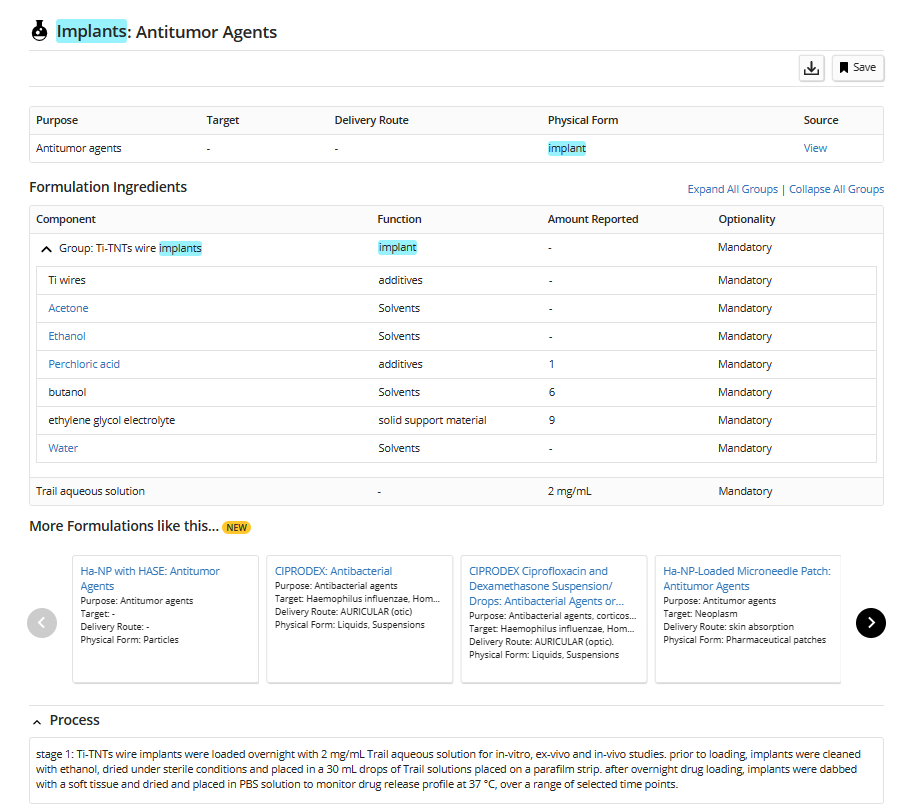 Implants: Antitumor Agents
Save
Purpose Target Delivery Route Physical Form Source
Antitumor agents - - implant View
Formulation Ingredients
Expand All Groups | Collapse All Groups
Component Function Amount Reported Optionality
Group: Ti-TNTs wire implants implant - Mandatory
Ti wires additives - Mandatory
Acetone Solvents - Mandatory
Ethanol Solvents - Mandatory
Perchloric acid additives 1 Mandatory
butanol Solvents 6 Mandatory
ethylene glycol electrolyte solid support material 9 Mandatory
Water Solvents - Mandatory
Trail aqueous solution - 2 mg/mL Mandatory
More Formulations like this... NEW
Ha-NP with HASE: Antitumor
Agents
Purpose: Antitumor agents
Target: -
Delivery Route: -
Physical Form: Particles
CIPRODEX: Antibacterial
Purpose: Antibacterial agents
Target: Haemophilus influenzae, Hom...
Delivery Route: AURICULAR (otic)
Physical Form: Liquids, Suspensions
CIPRODEX Ciprofloxacin and
Dexamethasone Suspension/
Drops: Antibacterial Agents or...
Purpose: Antibacterial agents, corticos...
Target: Haemophilus influenzae, Hom...
Delivery Route: AURICULAR (optic).
Physical Form: Liquids, Suspensions
Ha-NP-Loaded Microneedle Patch:
Antitumor Agents
Purpose: Antitumor agents
Target: Neoplasm
Delivery Route: skin absorption
Physical Form: Pharmaceutical patches
Process
stage 1: Ti-TNTs wire implants were loaded overnight with 2 mg/mL Trail aqueous solution for in-vitro, ex-vivo and in-vivo studies. prior to loading, implants were cleaned
with ethanol, dried under sterile conditions and placed in a 30 mL drops of Trail solutions placed on a parafilm strip. after overnight drug loading, implants were dabbed
with a soft tissue and dried and placed in PBS solution to monitor drug release profile at 37 °C, over a range of selected time points.